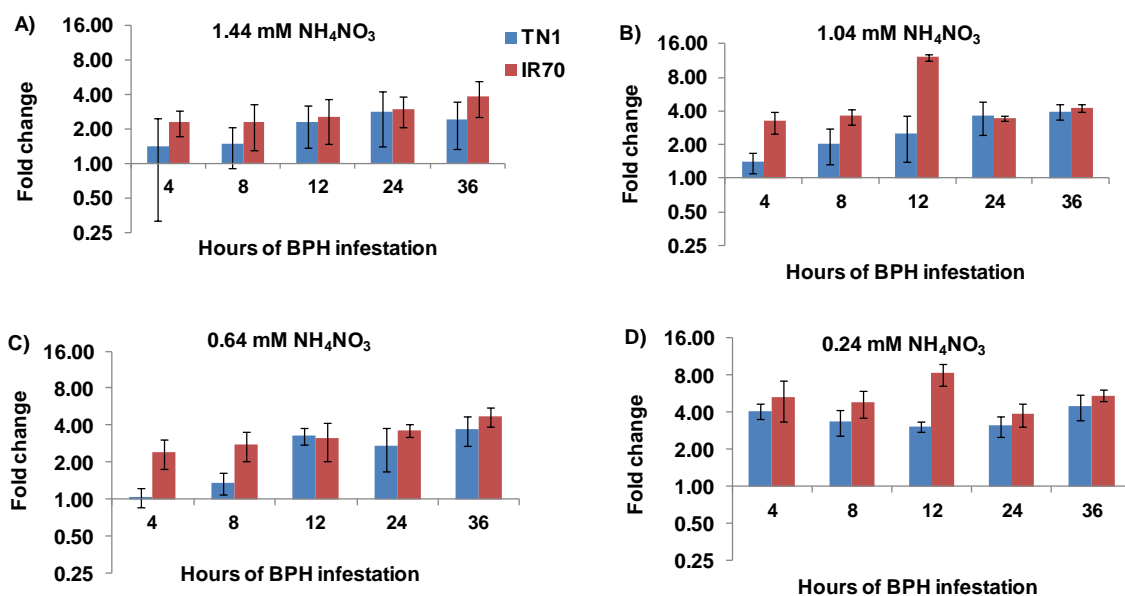 A)
1.44 mM NH₄NO₃
TN1
IR70
Fold change
16.00
8.00
4.00
2.00
1.00
0.50
0.25
4 8 12 24 36
Hours of BPH infestation
B)
1.04 mM NH₄NO₃
Fold change
16.00
8.00
4.00
2.00
1.00
0.50
0.25
4 8 12 24 36
Hours of BPH infestation
C)
0.64 mM NH₄NO₃
Fold change
16.00
8.00
4.00
2.00
1.00
0.50
0.25
4 8 12 24 36
Hours of BPH infestation
D)
0.24 mM NH₄NO₃
Fold change
16.00
8.00
4.00
2.00
1.00
0.50
0.25
4 8 12 24 36
Hours of BPH infestation